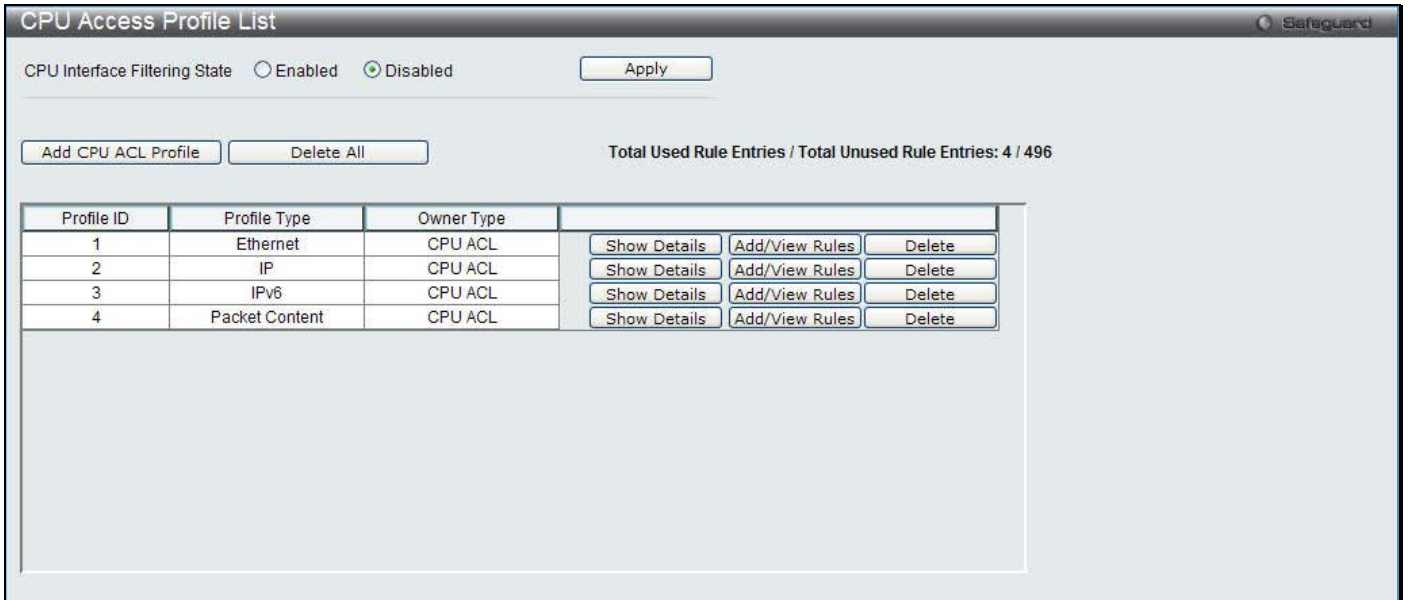 CPU Access Profile List
Safeguard
CPU Interface Filtering State Enabled Disabled Apply
Add CPU ACL Profile Delete All Total Used Rule Entries / Total Unused Rule Entries: 4 / 496
Profile ID Profile Type Owner Type
1 Ethernet CPU ACL Show Details Add/View Rules Delete
2 IP CPU ACL Show Details Add/View Rules Delete
3 IPv6 CPU ACL Show Details Add/View Rules Delete
4 Packet Content CPU ACL Show Details Add/View Rules Delete